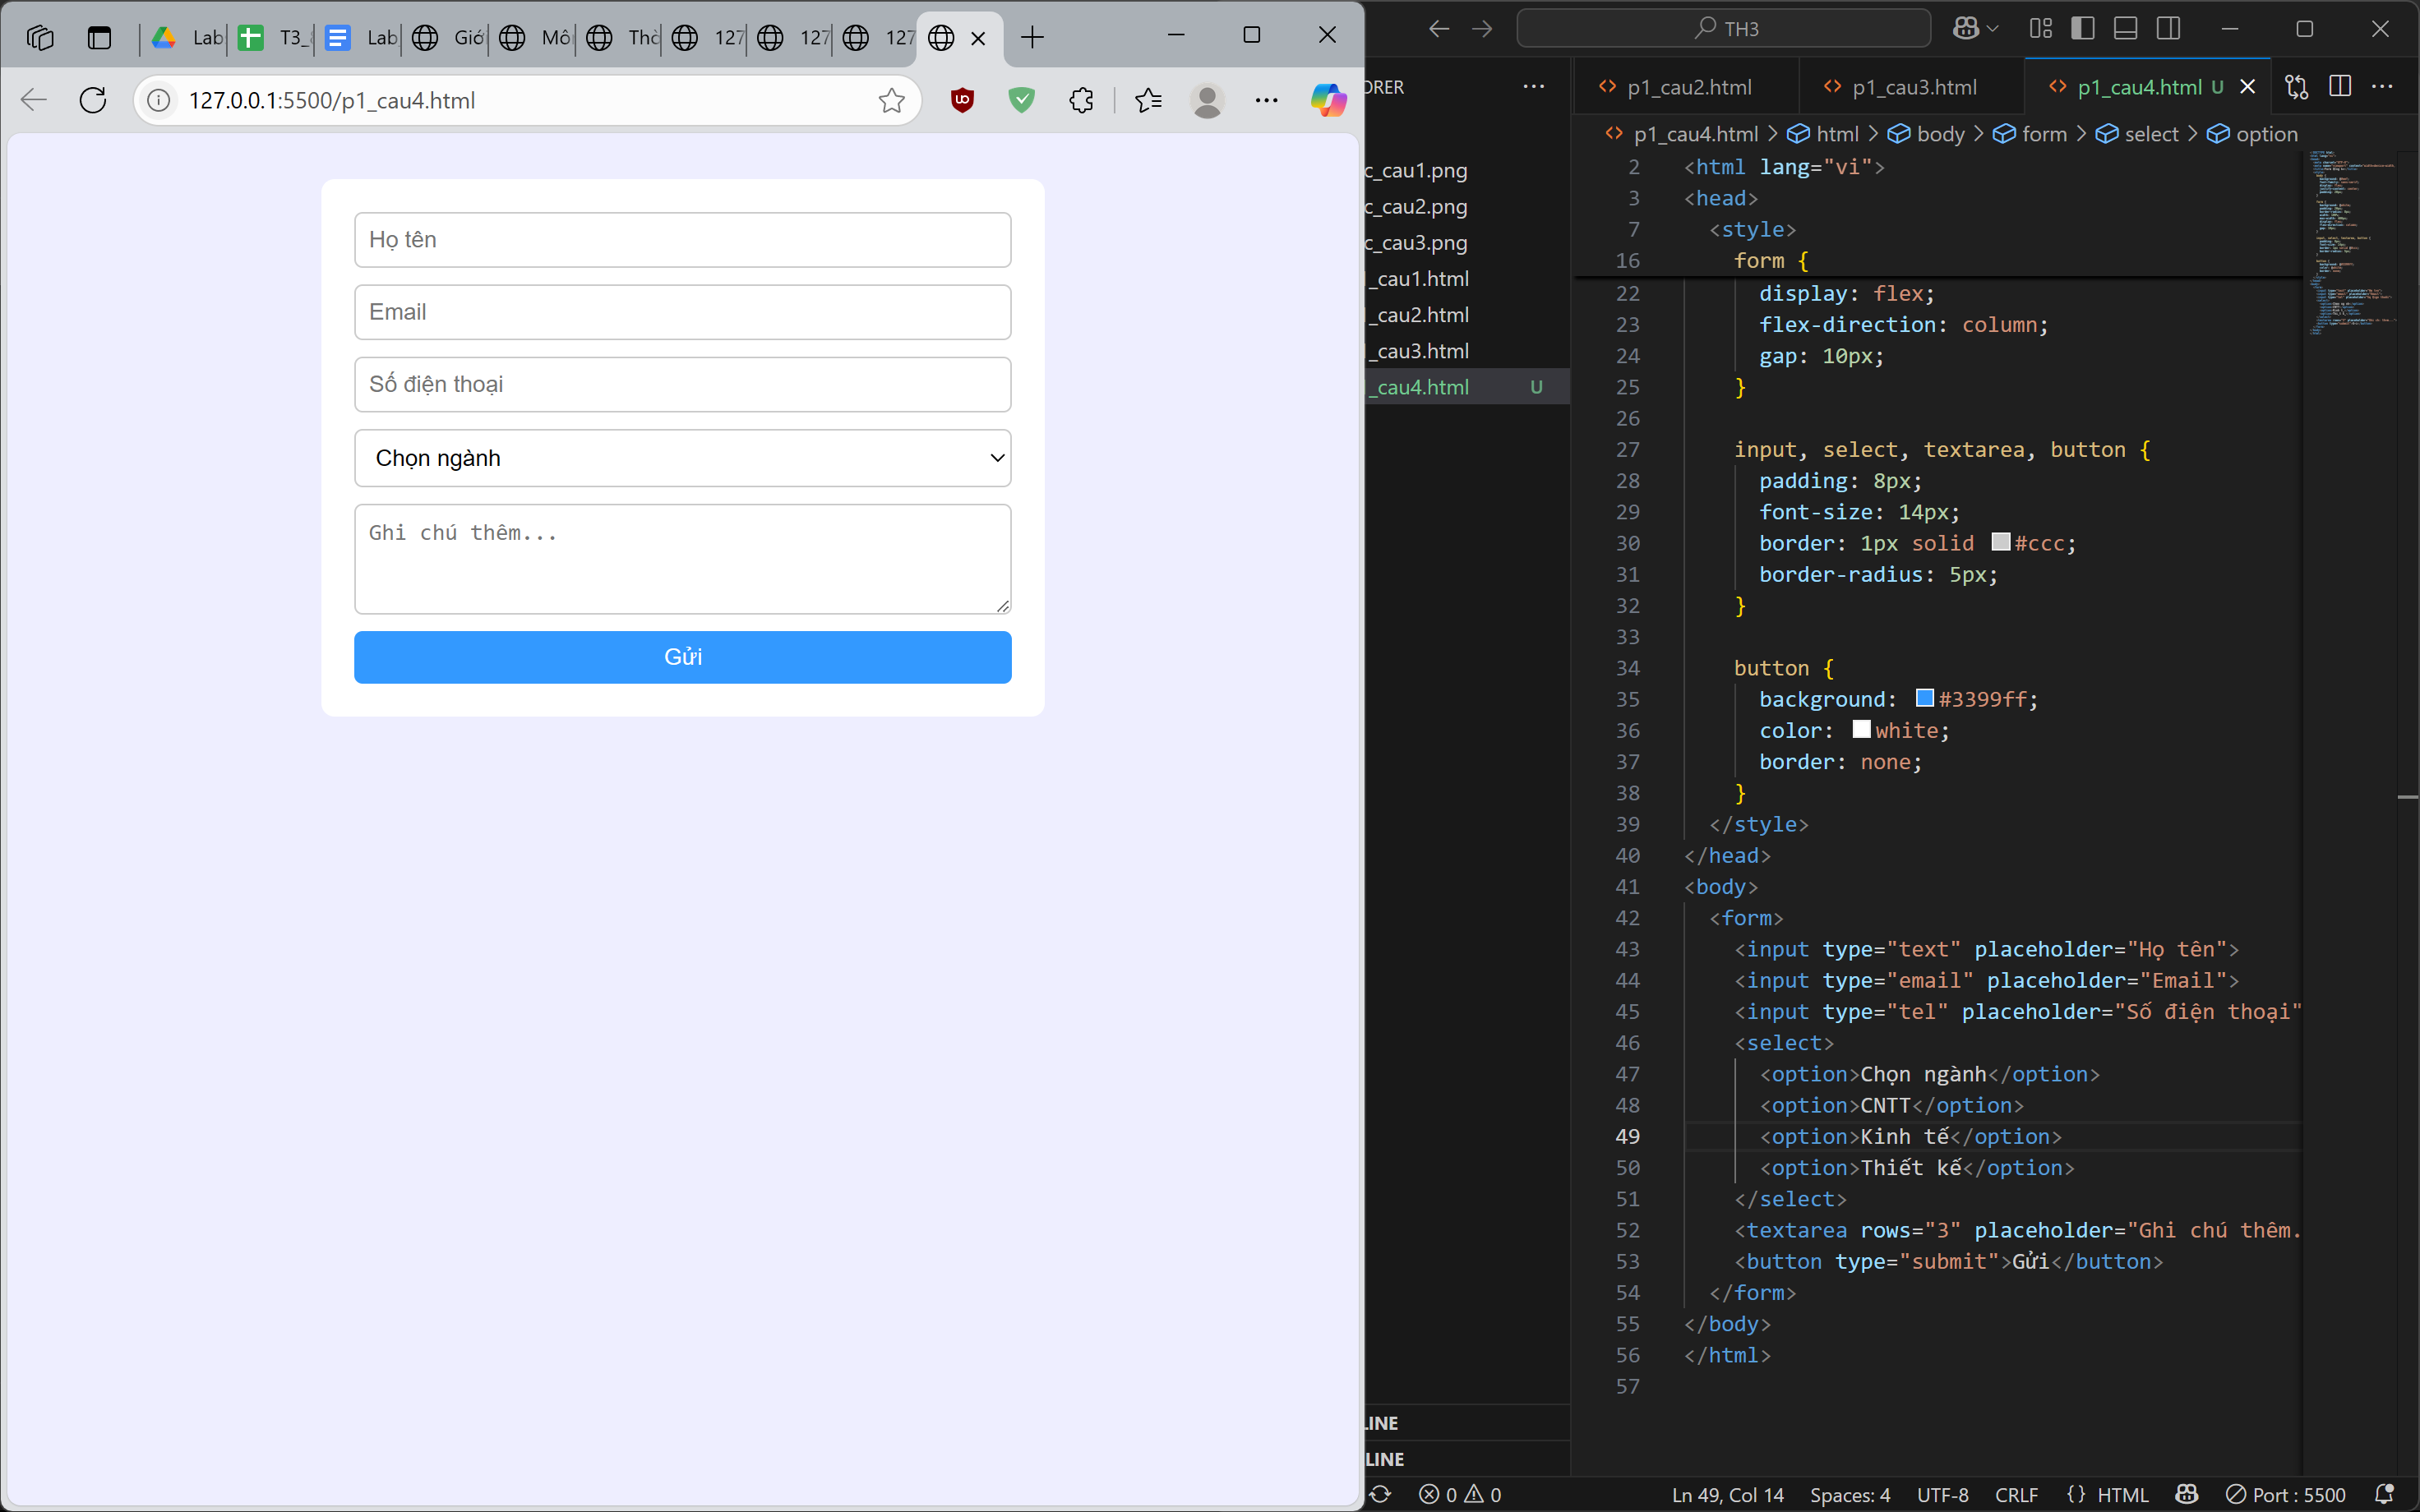 Lab
T3_
Lab
Giớ
Môi
Thờ
127
127
127
127.0.0.1:5500/p1_cau4.html
Họ tên
Email
Số điện thoại
Chọn ngành
Ghi chú thêm...
Gửi
TH3
ORER
p1_cau2.html
p1_cau3.html
p1_cau4.html U
p1_cau4.html > html > body > form > select > option
c_cau1.png
c_cau2.png
c_cau3.png
_cau1.html
_cau2.html
_cau3.html
_cau4.html U
LINE
LINE
2 <html lang="vi">
3 <head>
7 <style>
16 form {
22 display: flex;
23 flex-direction: column;
24 gap: 10px;
25 }
26
27 input, select, textarea, button {
28 padding: 8px;
29 font-size: 14px;
30 border: 1px solid #ccc;
31 border-radius: 5px;
32 }
33
34 button {
35 background: #3399ff;
36 color: white;
37 border: none;
38 }
39 </style>
40 </head>
41 <body>
42 <form>
43 <input type="text" placeholder="Họ tên">
44 <input type="email" placeholder="Email">
45 <input type="tel" placeholder="Số điện thoại"
46 <select>
47 <option>Chọn ngành</option>
48 <option>CNTT</option>
49 <option>Kinh tế</option>
50 <option>Thiết kế</option>
51 </select>
52 <textarea rows="3" placeholder="Ghi chú thêm.
53 <button type="submit">Gửi</button>
54 </form>
55 </body>
56 </html>
57
0 0
Ln 49, Col 14
Spaces: 4
UTF-8
CRLF
{} HTML
Port : 5500